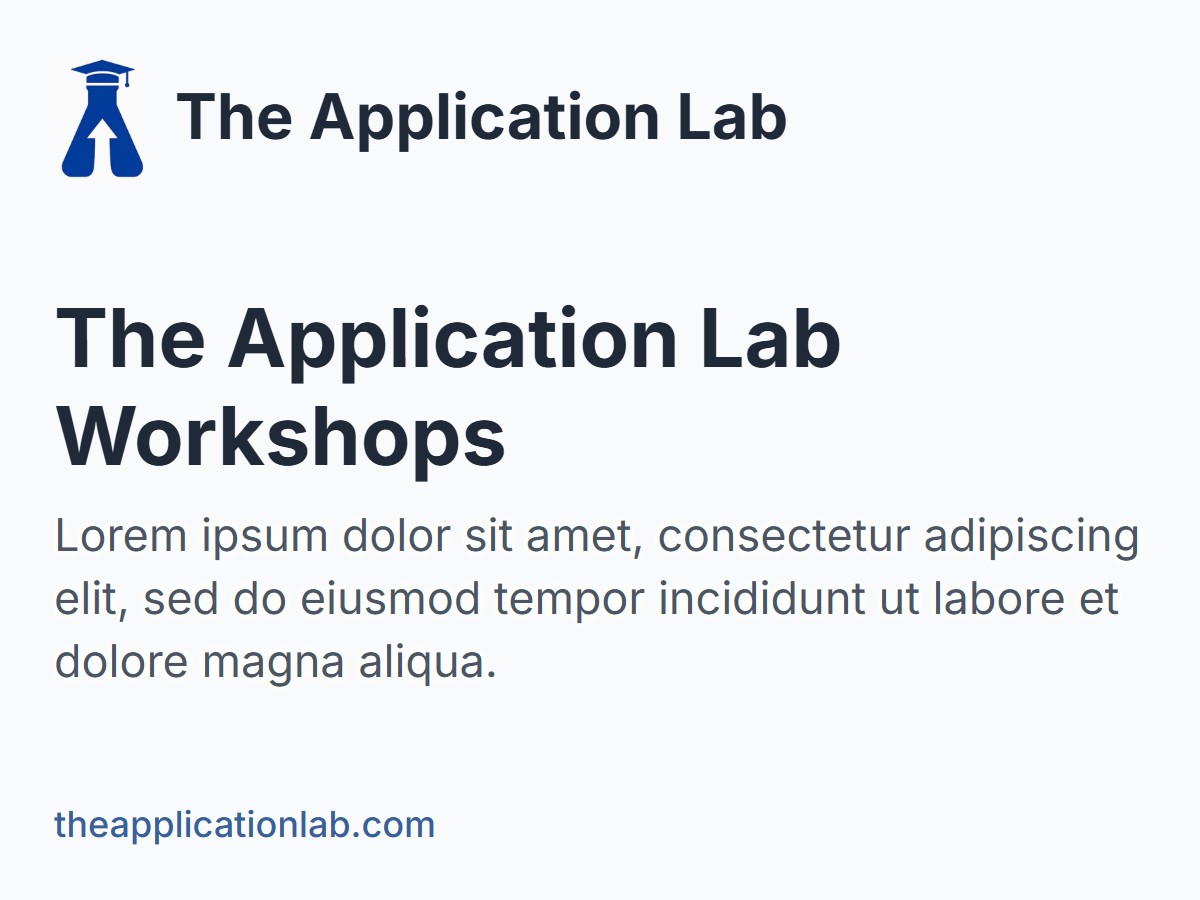 The Application Lab
The Application Lab
Workshops
Lorem ipsum dolor sit amet, consectetur adipiscing
elit, sed do eiusmod tempor incididunt ut labore et
dolore magna aliqua.
theapplicationlab.com